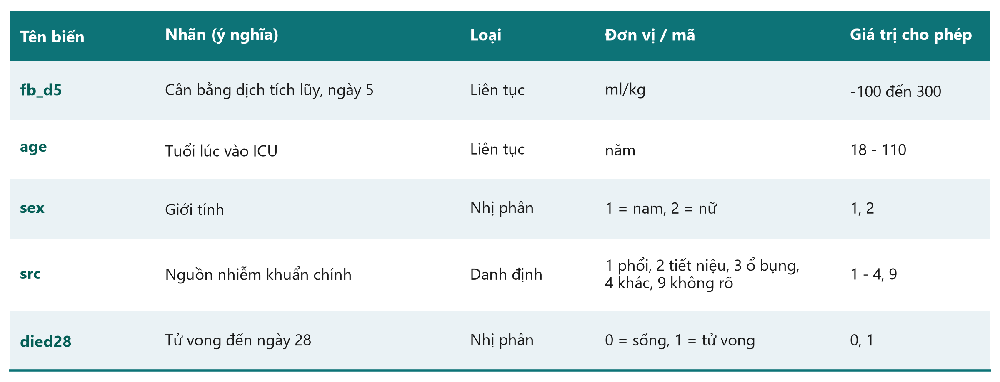 Tên biến Nhãn (ý nghĩa) Loại Đơn vị / mã Giá trị cho phép
fb_d5 Cân bằng dịch tích lũy, ngày 5 Liên tục ml/kg -100 đến 300
age Tuổi lúc vào ICU Liên tục năm 18 - 110
sex Giới tính Nhị phân 1 = nam, 2 = nữ 1, 2
src Nguồn nhiễm khuẩn chính Danh định 1 phổi, 2 tiết niệu, 3 ổ bụng, 1 - 4, 9
4 khác, 9 không rõ
died28 Tử vong đến ngày 28 Nhị phân 0 = sống, 1 = tử vong 0, 1